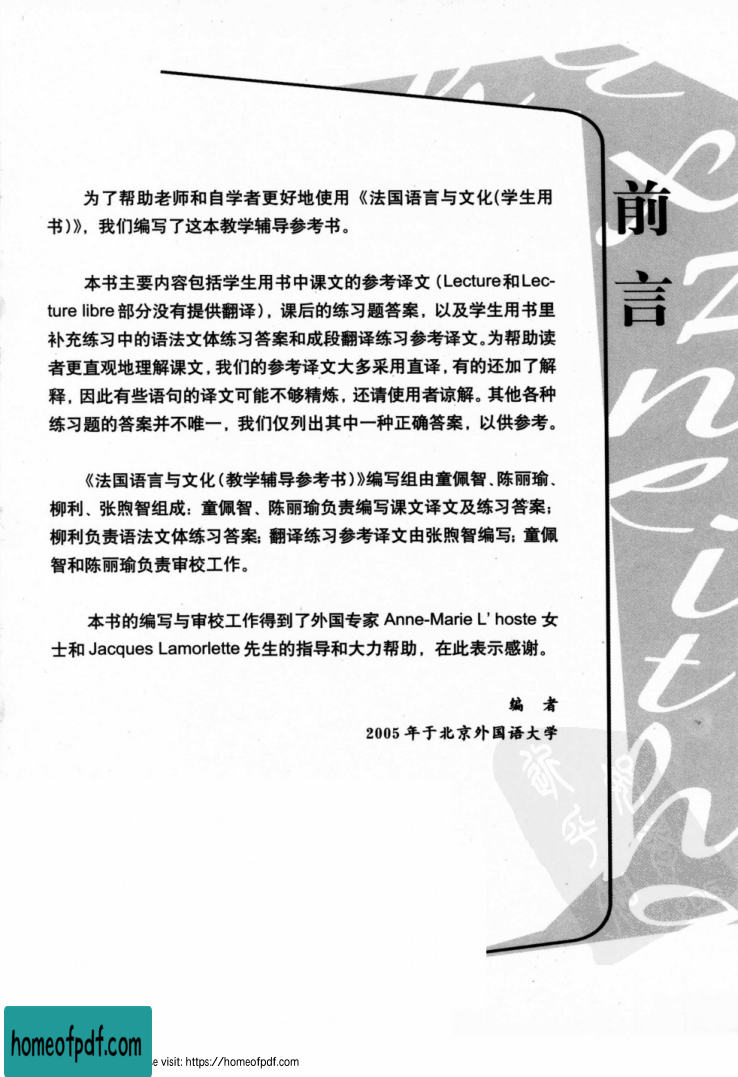 前言
为了帮助老师和自学者更好地使用《法国语言与文化(学生用
书)》，我们编写了这本教学辅导参考书。
本书主要内容包括学生用书中课文的参考译文（Lecture和Lec-
ture libre部分没有提供翻译），课后的练习题答案，以及学生用书里
补充练习中的语法文体练习答案和成段翻译练习参考译文。为帮助读
者更直观地理解课文，我们的参考译文大多采用直译，有的还加了解
释，因此有些语句的译文可能不够精炼，还请使用者谅解。其他各种
练习题的答案并不唯一，我们仅列出其中一种正确答案，以供参考。
《法国语言与文化（教学辅导参考书）》编写组由童佩智、陈丽瑜、
柳利、张煦智组成：童佩智、陈丽瑜负责编写课文译文及练习答案；
柳利负责语法文体练习答案；翻译练习参考译文由张煦智编写；童佩
智和陈丽瑜负责审校工作。
本书的编写与审校工作得到了外国专家 Anne-Marie L' hoste 女
士和 Jacques Lamorlette 先生的指导和大力帮助，在此表示感谢。
编 者
2005 年于北京外国语大学
homeofpdf.com
e visit: https://homeofpdf.com